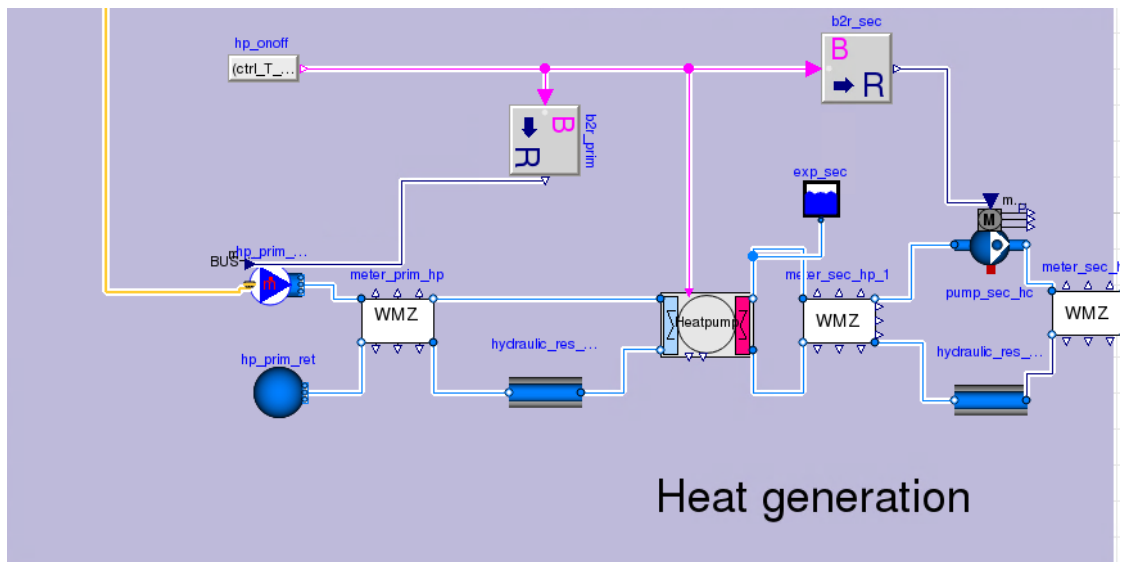 b2r_sec
hp_onoff
(ctrl_T_...
B
R
B
R
b2r_prim
exp_sec
m.
M
BUS
hp_prim_...
meter_prim_hp
meter_sec_hp_1
meter_sec_h
pump_sec_hc
WMZ
Heatpump
WMZ
WMZ
hydraulic_res_...
hydraulic_res_...
hp_prim_ret
Heat generation